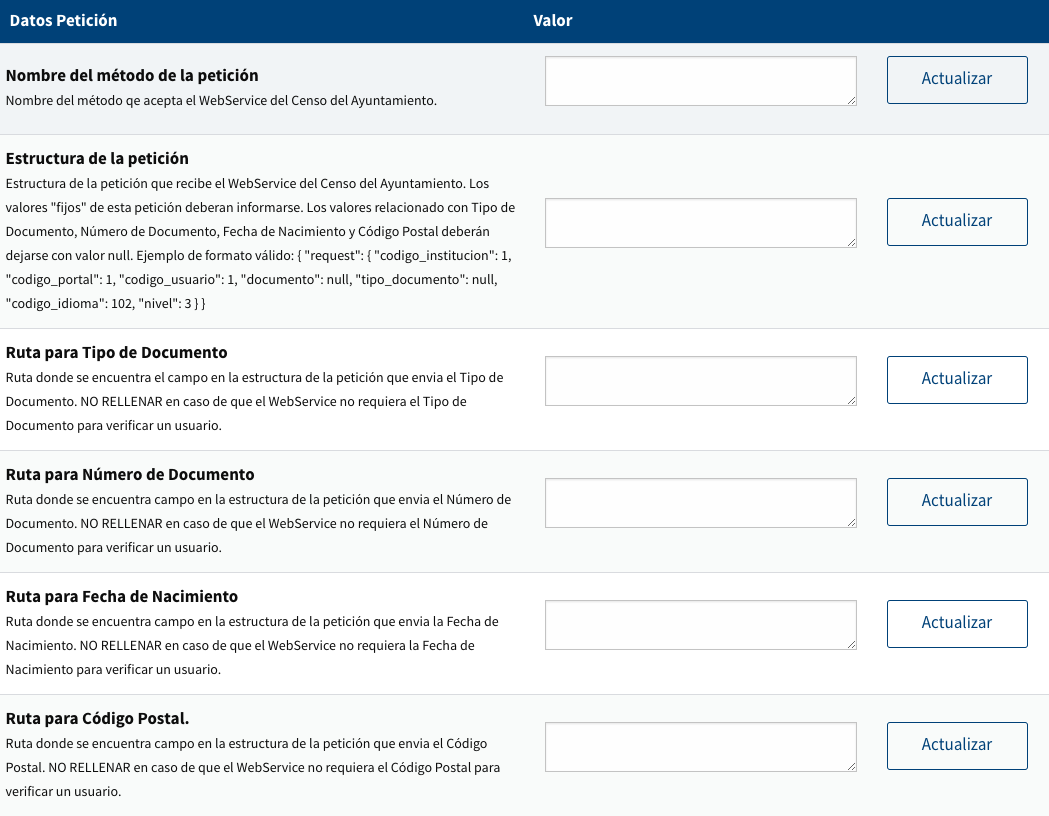 Datos Petición Valor
Nombre del método de la petición
Nombre del método qe acepta el WebService del Censo del Ayuntamiento.
Actualizar
Estructura de la petición
Estructura de la petición que recibe el WebService del Censo del Ayuntamiento. Los
valores "fijos" de esta petición deberan informarse. Los valores relacionado con Tipo de
Documento, Número de Documento, Fecha de Nacimiento y Código Postal deberán
dejarse con valor null. Ejemplo de formato válido: { "request": { "codigo_institucion": 1,
"codigo_portal": 1, "codigo_usuario": 1, "documento": null, "tipo_documento": null,
"codigo_idioma": 102, "nivel": 3 } }
Actualizar
Ruta para Tipo de Documento
Ruta donde se encuentra el campo en la estructura de la petición que envia el Tipo de
Documento. NO RELLENAR en caso de que el WebService no requiera el Tipo de
Documento para verificar un usuario.
Actualizar
Ruta para Número de Documento
Ruta donde se encuentra campo en la estructura de la petición que envia el Número de
Documento. NO RELLENAR en caso de que el WebService no requiera el Número de
Documento para verificar un usuario.
Actualizar
Ruta para Fecha de Nacimiento
Ruta donde se encuentra campo en la estructura de la petición que envia la Fecha de
Nacimiento. NO RELLENAR en caso de que el WebService no requiera la Fecha de
Nacimiento para verificar un usuario.
Actualizar
Ruta para Código Postal.
Ruta donde se encuentra campo en la estructura de la petición que envia el Código
Postal. NO RELLENAR en caso de que el WebService no requiera el Código Postal para
verificar un usuario.
Actualizar